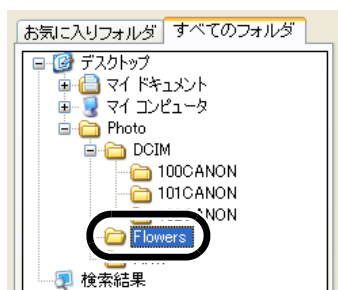 お気に入りフォルダ すべてのフォルダ
デスクトップ
マイ ドキュメント
マイ コンピュータ
Photo
DCIM
100CANON
101CANON
CANON
Flowers
検索結果